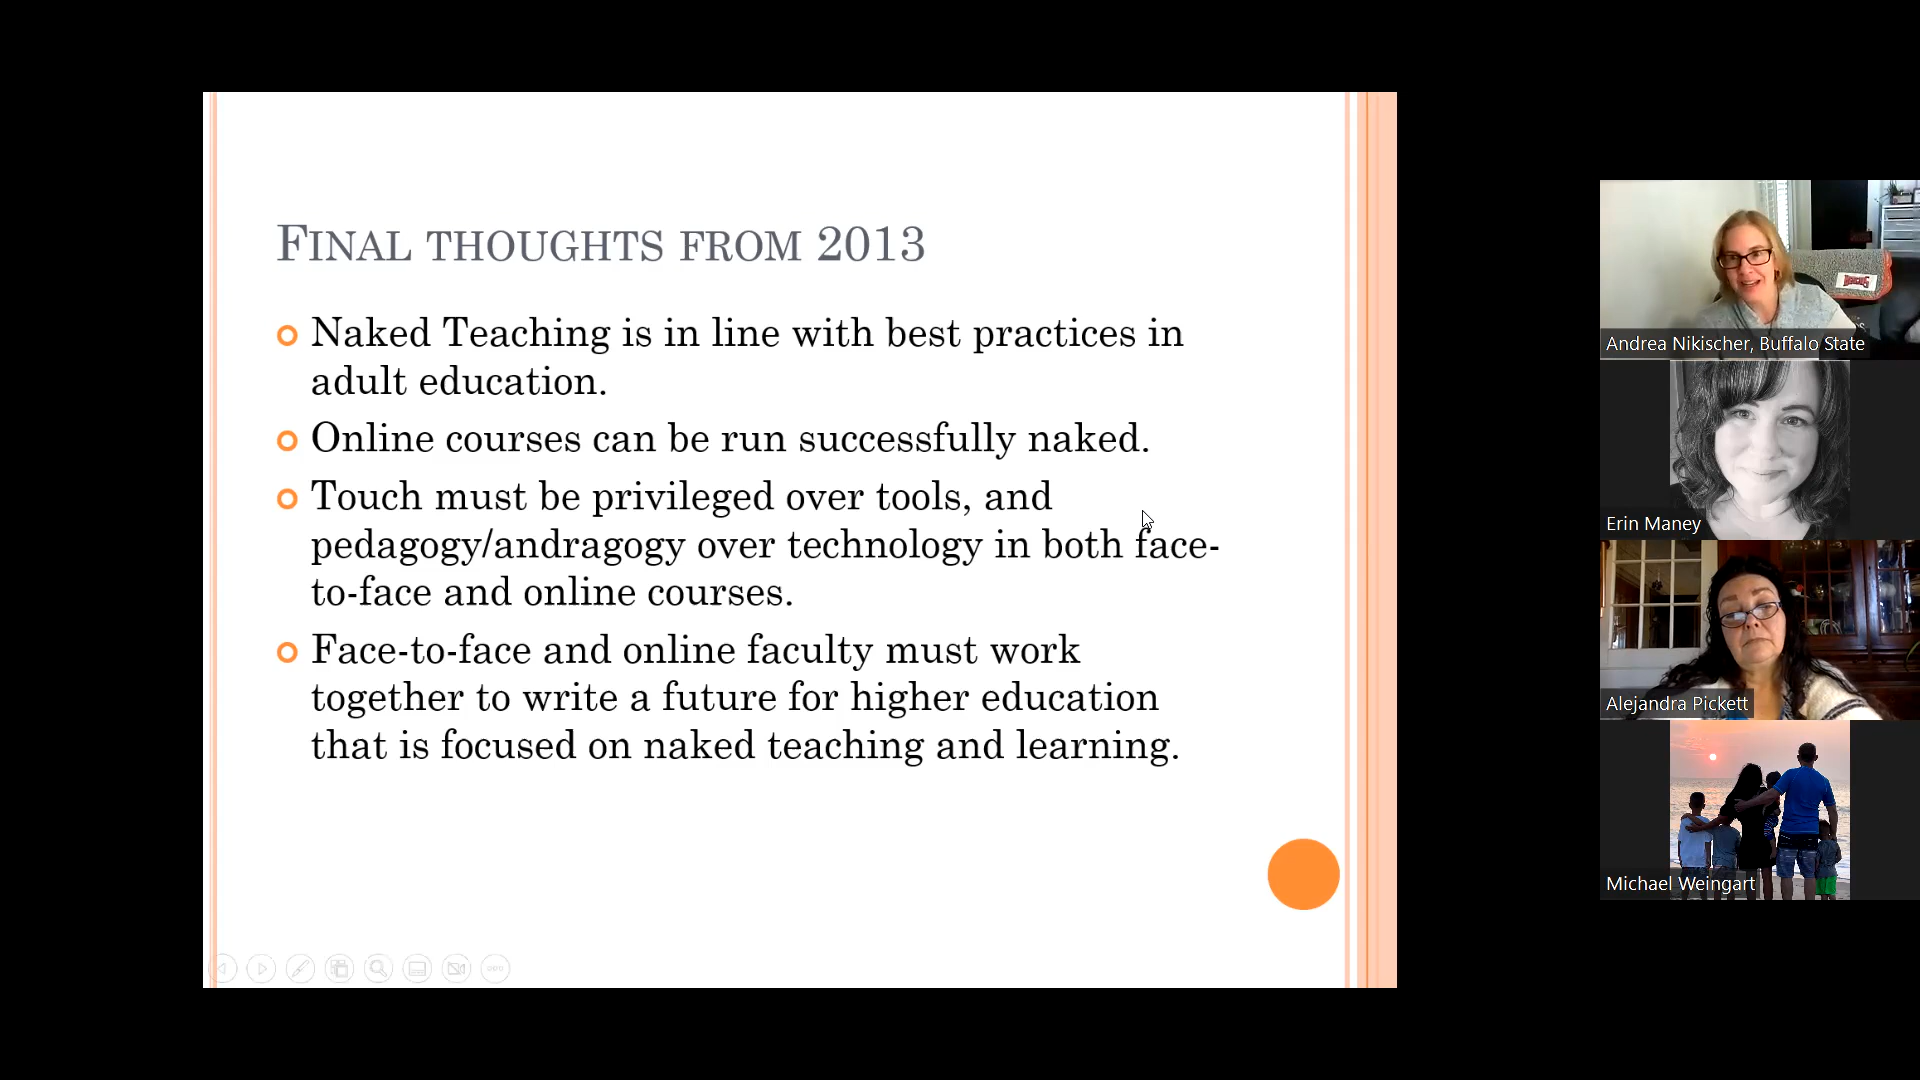 FINAL THOUGHTS FROM 2013
Naked Teaching is in line with best practices in
adult education.
Online courses can be run successfully naked.
Touch must be privileged over tools, and
pedagogy/andragogy over technology in both face-
to-face and online courses.
Face-to-face and online faculty must work
together to write a future for higher education
that is focused on naked teaching and learning.
Andrea Nikischer, Buffalo State
Erin Maney
Alejandra Pickett
Michael Weingart